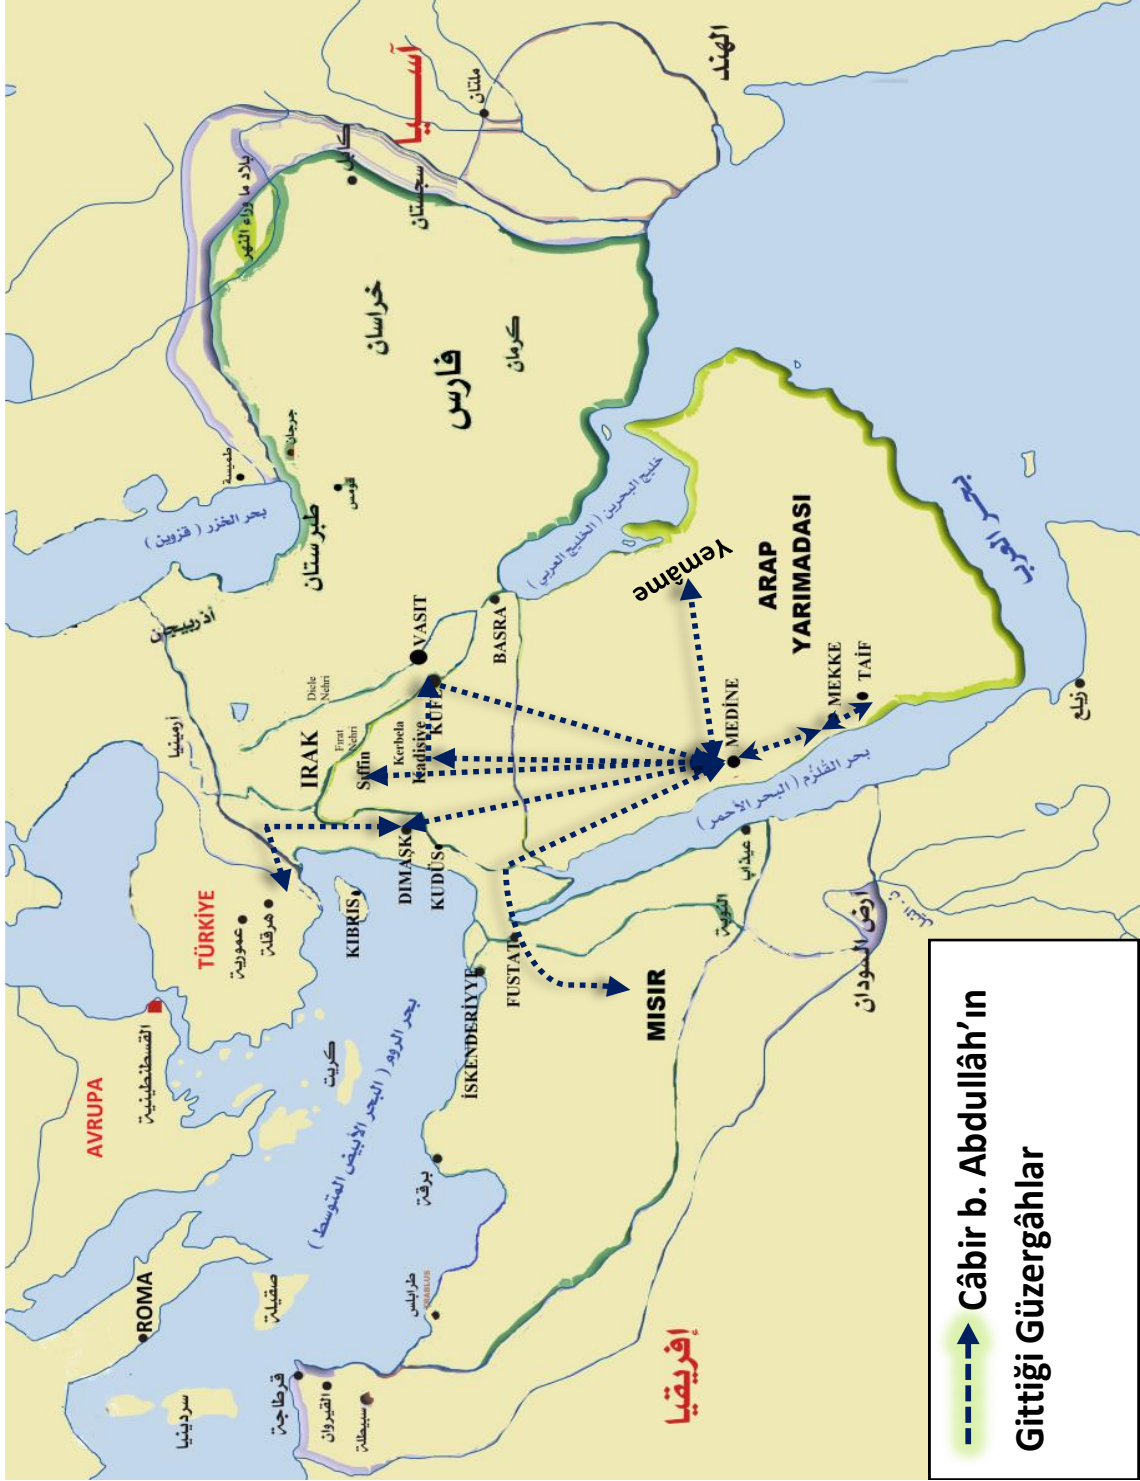 AVRUPA
ROMA
TÜRKİYE
القسطنطينية
عمورية
هرقلة
سردينيا
صقيلة
كريت
KIBRIS
بحر الروم ( البحر الأبيض المتوسط )
قرطاجة
القيروان
سبيطلة
طرابلس
برقة
İSKENDERİYYE
FUSTAT
MISIR
إفريقيا
أرمينيا
أذربيجان
بحر الخزر ( قزوين )
طميسة
جرجان
قومس
طبرستان
بلاد ما وراء النهر
كابل
آســيا
ملتان
الهند
سجستان
خراسان
فارس
كرمان
IRAK
Dicle
Nehri
Fırat
Nehri
Sıffin
Kerbela
Kadisiye
KUFE
VASIT
BASRA
DIMAŞK
KUDÜS
خليج البحرين ( الخليج العربي )
Yemâme
ARAP
YARIMADASI
MEDİNE
MEKKE
TAİF
بحر القلزم ( البحر الأحمر )
بحر العرب
عيذاب
النوبة
أرض السودان
زيلع
Câbir b. Abdullâh’ın
Gittiği Güzergâhlar